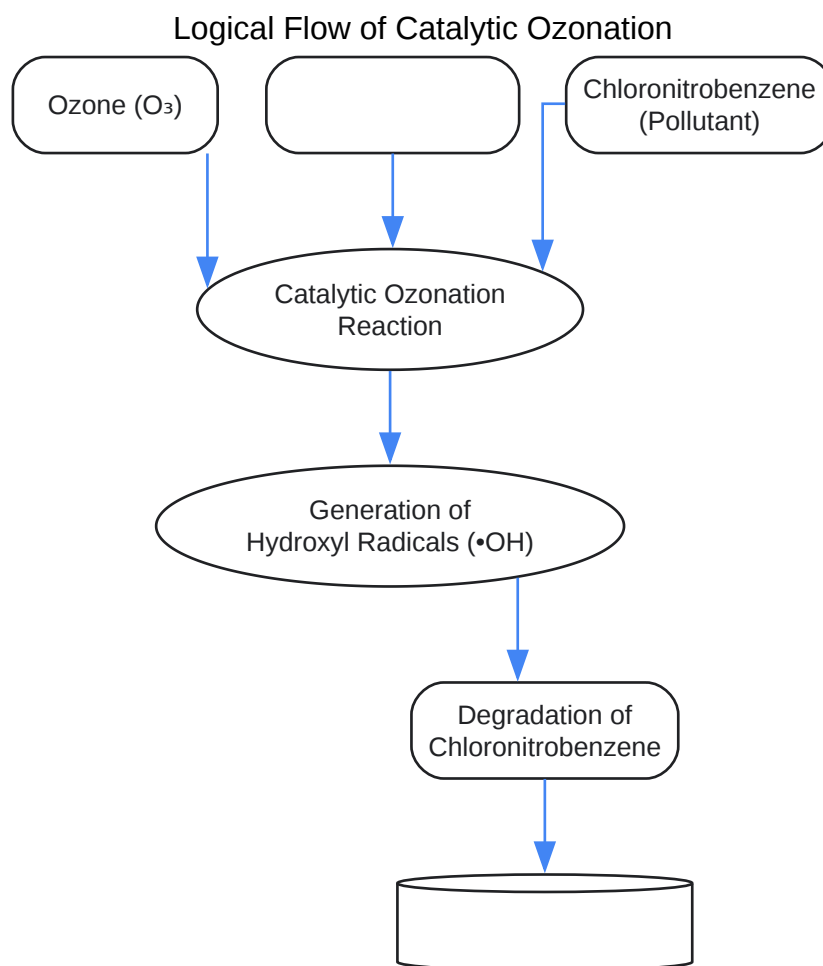 Logical Flow of Catalytic Ozonation
Ozone (O₃)
Chloronitrobenzene
(Pollutant)
Catalytic Ozonation
Reaction
Generation of
Hydroxyl Radicals (•OH)
Degradation of
Chloronitrobenzene